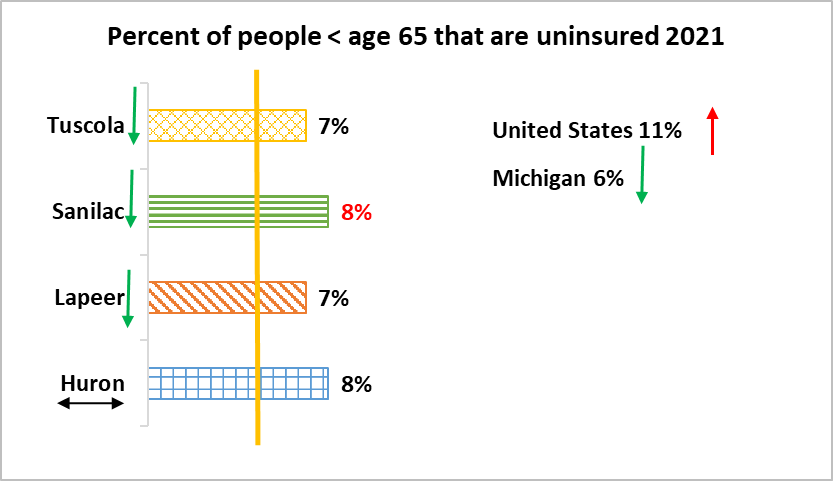 Percent of people < age 65 that are uninsured 2021
Tuscola 7%
United States 11%
Michigan 6%
Sanilac 8%
Lapeer 7%
Huron 8%